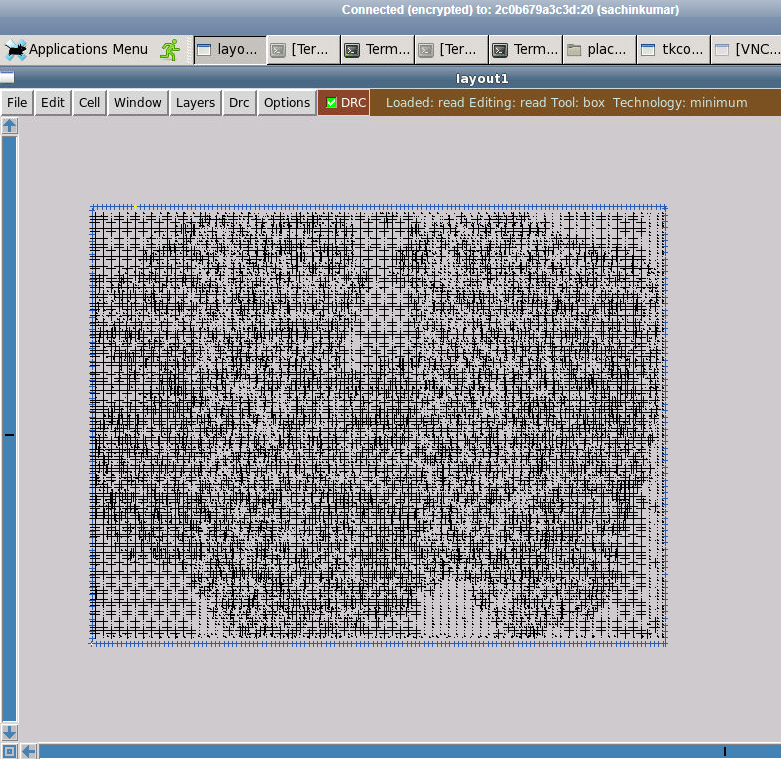 Connected (encrypted) to: 2c0b679a3c3d:20 (sachinkumar)
Applications Menu layo... [Ter... Term... [Ter... Term... plac... tkco... [VNC...
layout1
File Edit Cell Window Layers Drc Options DRC Loaded: read Editing: read Tool: box Technology: minimum